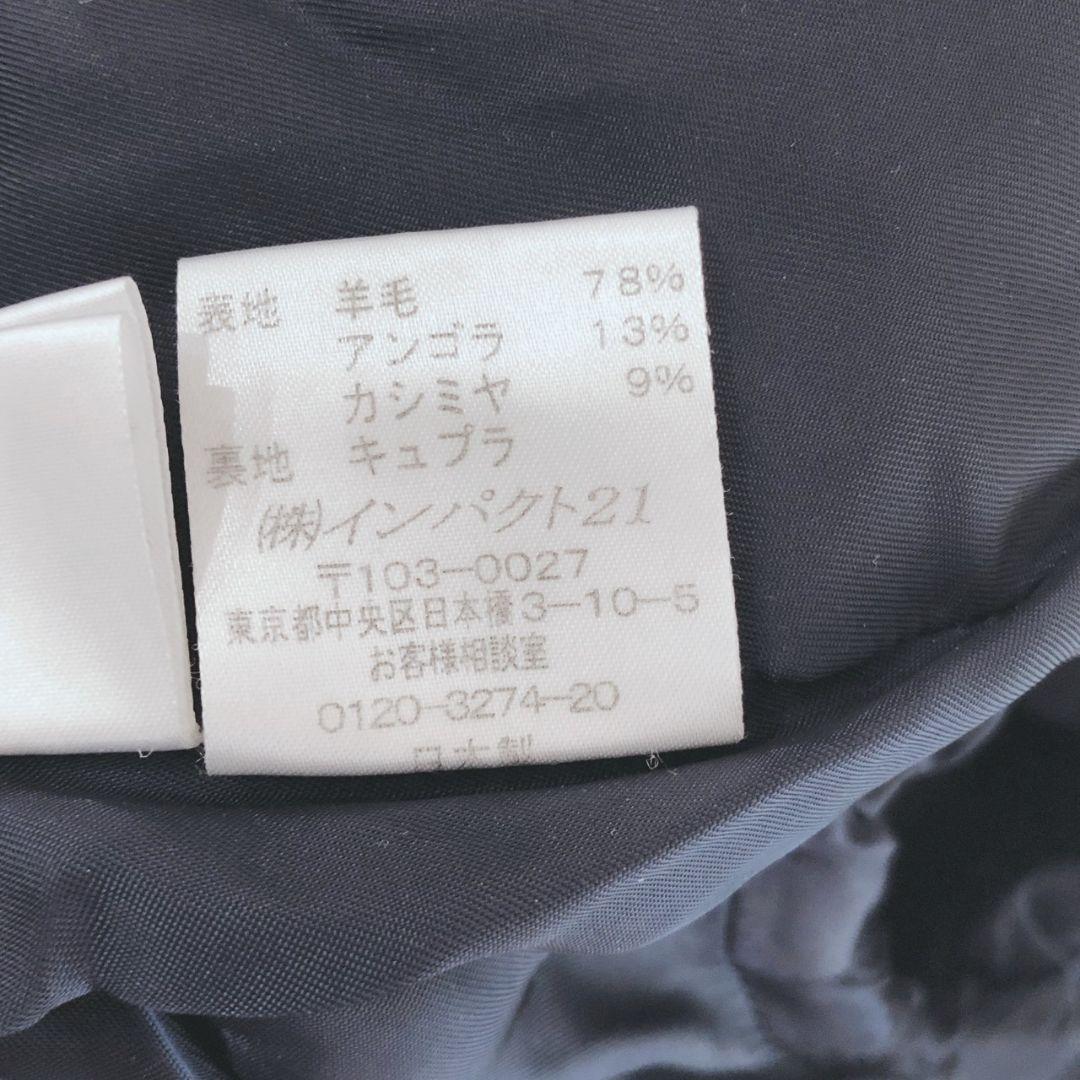 表地 羊毛 78%
アンゴラ 13%
カシミヤ 9%
裏地 キュプラ
(株)インパクト21
〒103-0027
東京都中央区日本橋3-10-5
お客様相談室
0120-3274-20
日本製